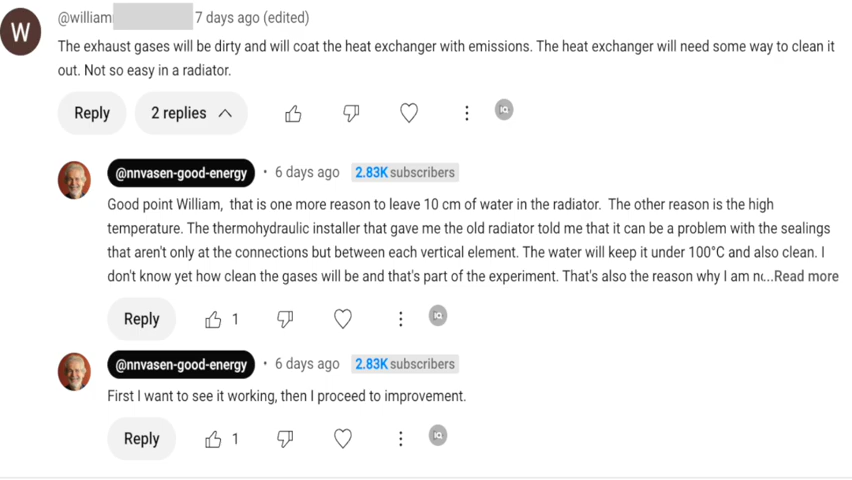 W
@william 7 days ago (edited)
The exhaust gases will be dirty and will coat the heat exchanger with emissions. The heat exchanger will need some way to clean it
out. Not so easy in a radiator.
Reply 2 replies
@nnvasen-good-energy • 6 days ago 2.83K subscribers
Good point William, that is one more reason to leave 10 cm of water in the radiator. The other reason is the high
temperature. The thermohydraulic installer that gave me the old radiator told me that it can be a problem with the sealings
that aren't only at the connections but between each vertical element. The water will keep it under 100°C and also clean. I
don't know yet how clean the gases will be and that's part of the experiment. That's also the reason why I am no...Read more
Reply 1
@nnvasen-good-energy • 6 days ago 2.83K subscribers
First I want to see it working, then I proceed to improvement.
Reply 1